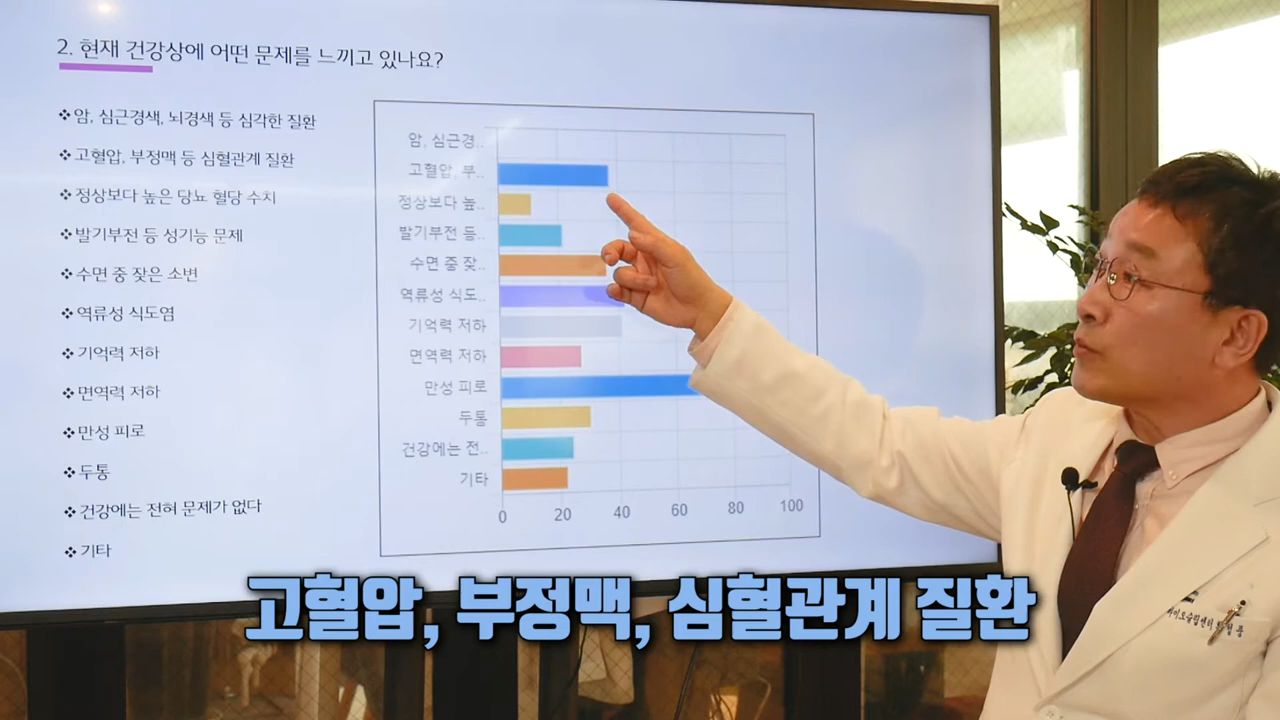 2. 현재 건강상에 어떤 문제를 느끼고 있나요?
❖암, 심근경색, 뇌경색 등 심각한 질환
❖고혈압, 부정맥 등 심혈관계 질환
❖정상보다 높은 당뇨 혈당 수치
❖발기부전 등 성기능 문제
❖수면 중 잦은 소변
❖역류성 식도염
❖기억력 저하
❖면역력 저하
❖만성 피로
❖두통
❖건강에는 전혀 문제가 없다
❖기타
암, 심근경..
고혈압, 부..
정상보다 높..
발기부전 등..
수면 중 잦..
역류성 식도..
기억력 저하
면역력 저하
만성 피로
두통
건강에는 전..
기타
0 20 40 60 80 100
고혈압, 부정맥, 심혈관계 질환